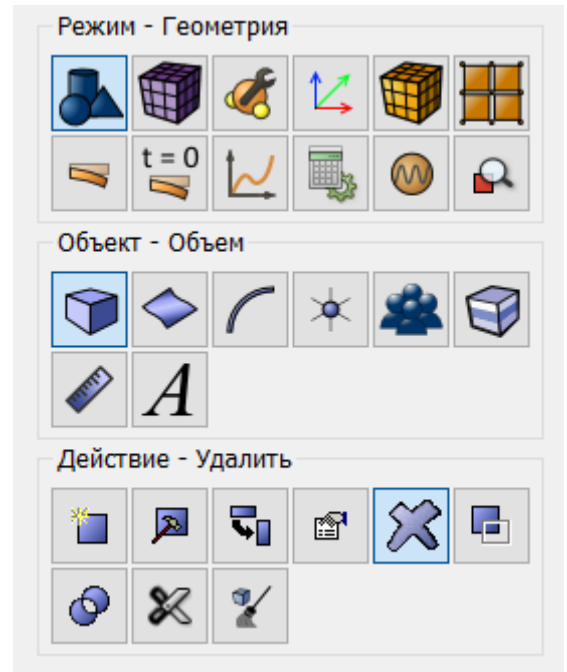 Режим - Геометрия
t = 0
Объект - Объем
A
Действие - Удалить